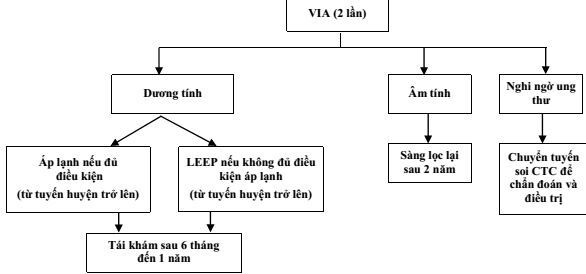 VIA (2 lần)
Dương tính
Âm tính
Nghi ngờ ung
thư
Áp lạnh nếu đủ
điều kiện
(từ tuyến huyện trở lên)
LEEP nếu không đủ điều
kiện áp lạnh
(từ tuyến huyện trở lên)
Sàng lọc lại
sau 2 năm
Chuyển tuyến
soi CTC để
chẩn đoán và
điều trị
Tái khám sau 6 tháng
đến 1 năm